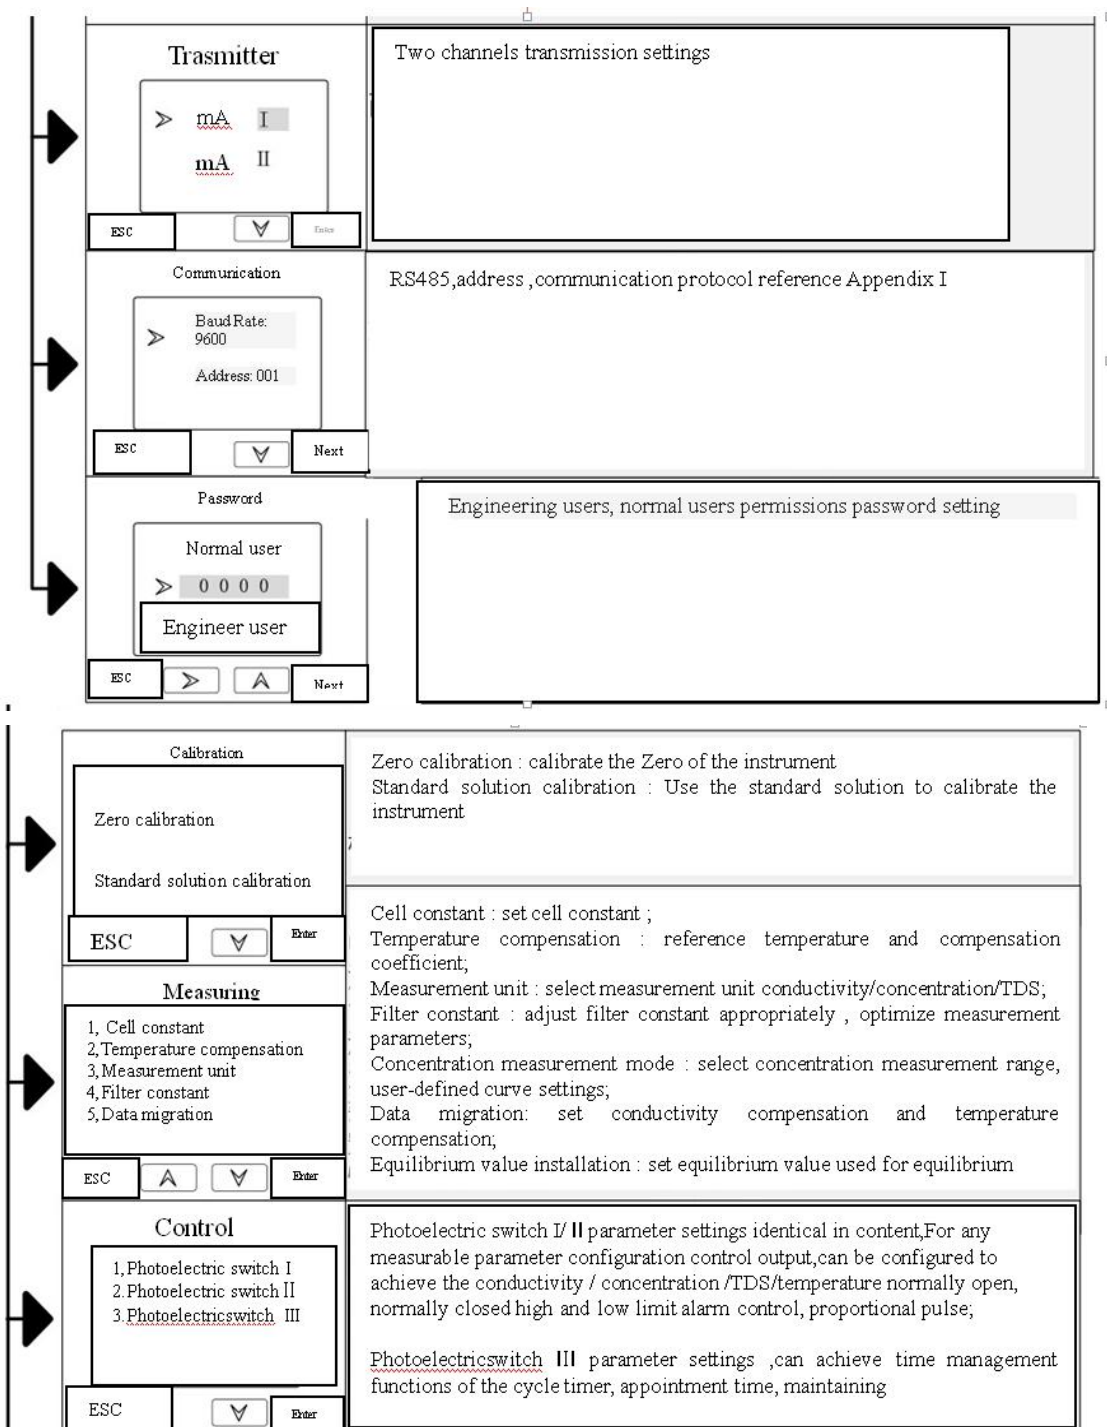 Trasmitter
mA I
mA II
ESC
Enter
Two channels transmission settings
Communication
Baud Rate:
9600
Address: 001
ESC
Next
RS485,address ,communication protocol reference Appendix I
Password
Normal user
0 0 0 0
Engineer user
ESC
Next
Engineering users, normal users permissions password setting
Calibration
Zero calibration
Standard solution calibration
ESC
Enter
Zero calibration : calibrate the Zero of the instrument
Standard solution calibration : Use the standard solution to calibrate the
instrument
Measuring
1, Cell constant
2,Temperature compensation
3,Measurement unit
4,Filter constant
5,Data migration
ESC
Enter
Cell constant : set cell constant ;
Temperature compensation : reference temperature and compensation
coefficient;
Measurement unit : select measurement unit conductivity/concentration/TDS;
Filter constant : adjust filter constant appropriately , optimize measurement
parameters;
Concentration measurement mode : select concentration measurement range,
user-defined curve settings;
Data migration: set conductivity compensation and temperature
compensation;
Equilibrium value installation : set equilibrium value used for equilibrium
Control
1,Photoelectric switch I
2.Photoelectric switch II
3.Photoelectricswitch III
ESC
Enter
Photoelectric switch I/ II parameter settings identical in content,For any
measurable parameter configuration control output,can be configured to
achieve the conductivity / concentration /TDS/temperature normally open,
normally closed high and low limit alarm control, proportional pulse;
Photoelectricswitch III parameter settings ,can achieve time management
functions of the cycle timer, appointment time, maintaining